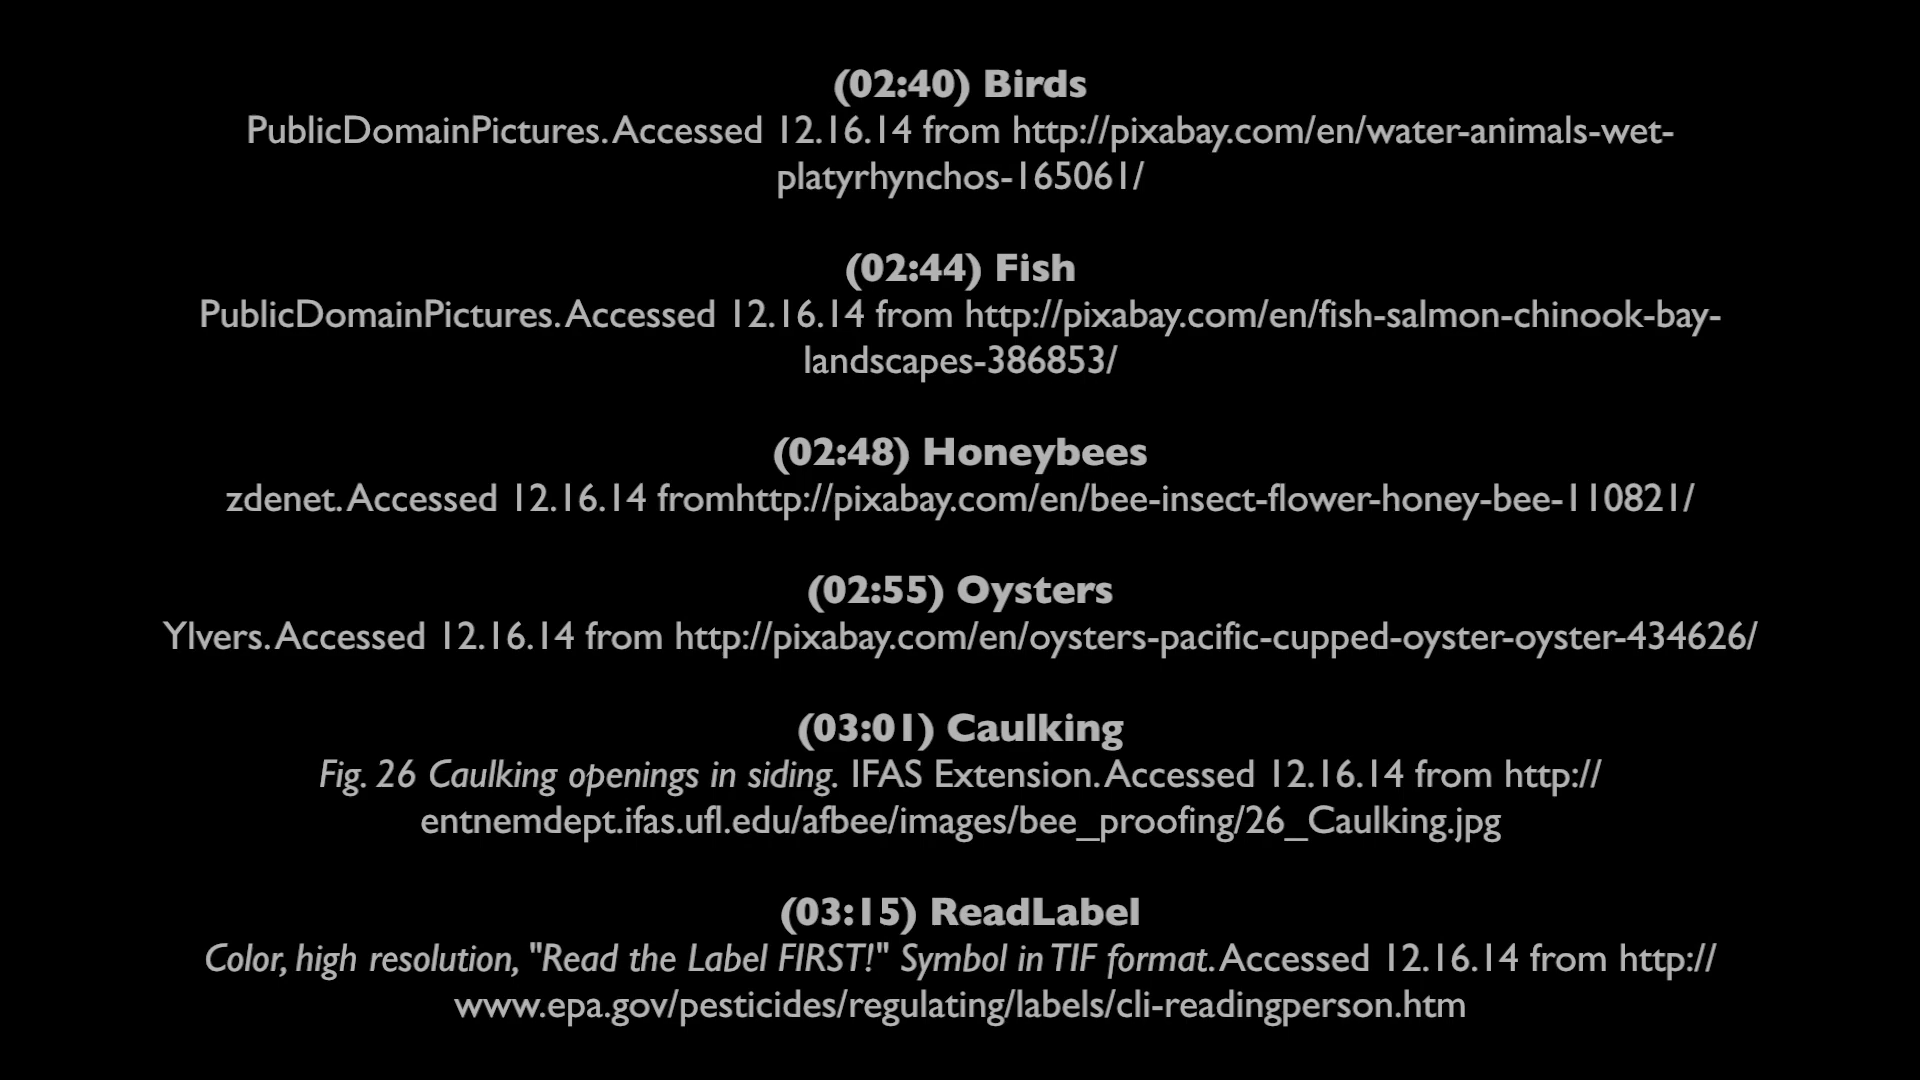 (02:40) Birds
PublicDomainPictures. Accessed 12.16.14 from http://pixabay.com/en/water-animals-wet-
platyrhynchos-165061/
(02:44) Fish
PublicDomainPictures. Accessed 12.16.14 from http://pixabay.com/en/fish-salmon-chinook-bay-
landscapes-386853/
(02:48) Honeybees
zdenet. Accessed 12.16.14 fromhttp://pixabay.com/en/bee-insect-flower-honey-bee-110821/
(02:55) Oysters
Ylvers. Accessed 12.16.14 from http://pixabay.com/en/oysters-pacific-cupped-oyster-oyster-434626/
(03:01) Caulking
Fig. 26 Caulking openings in siding. IFAS Extension. Accessed 12.16.14 from http://
entnemdept.ifas.ufl.edu/afbee/images/bee_proofing/26_Caulking.jpg
(03:15) ReadLabel
Color, high resolution, "Read the Label FIRST!" Symbol in TIF format. Accessed 12.16.14 from http://
www.epa.gov/pesticides/regulating/labels/cli-readingperson.htm